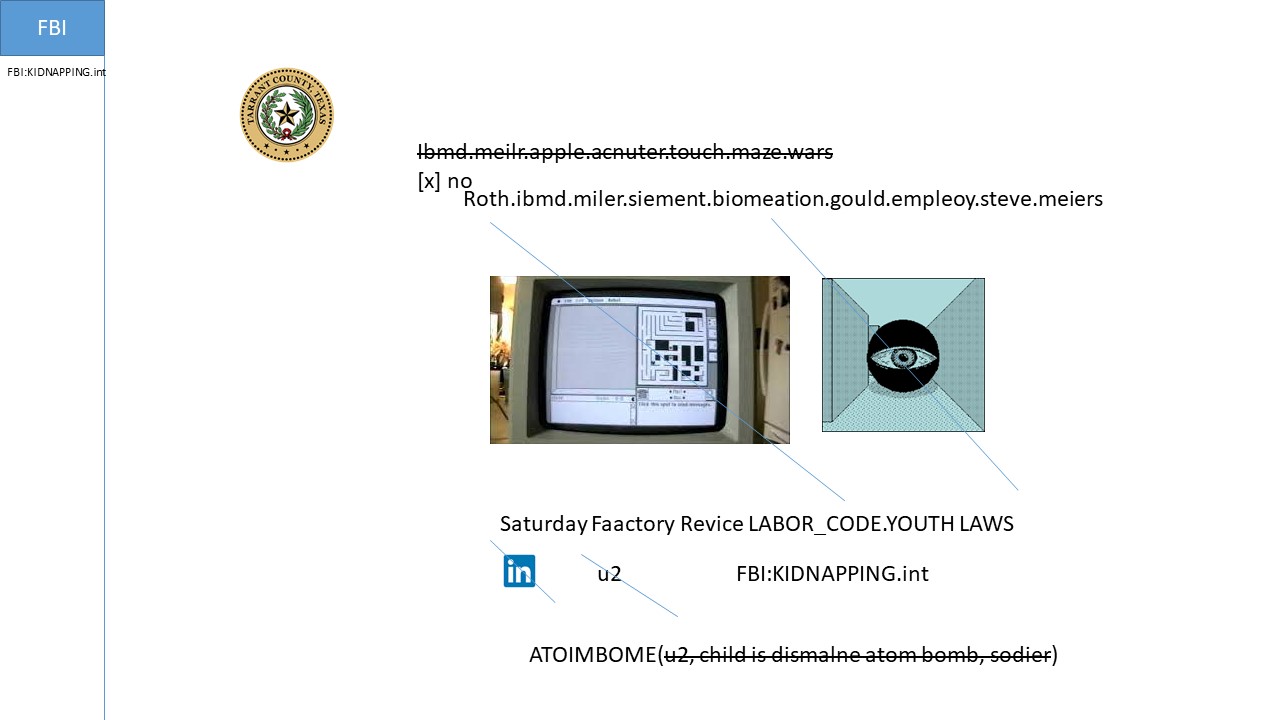 FBI
FBI:KIDNAPPING.int
TARRANT COUNTY, TEXAS
Ibmd.meilr.apple.acnuter.touch.maze.wars
[x] no
Roth.ibmd.miler.siement.biomeation.gould.empleoy.steve.meiers
Saturday Faactory Revice LABOR_CODE.YOUTH LAWS
in
u2
FBI:KIDNAPPING.int
ATOIMBOME(u2, child is dismalne atom bomb, sodier)